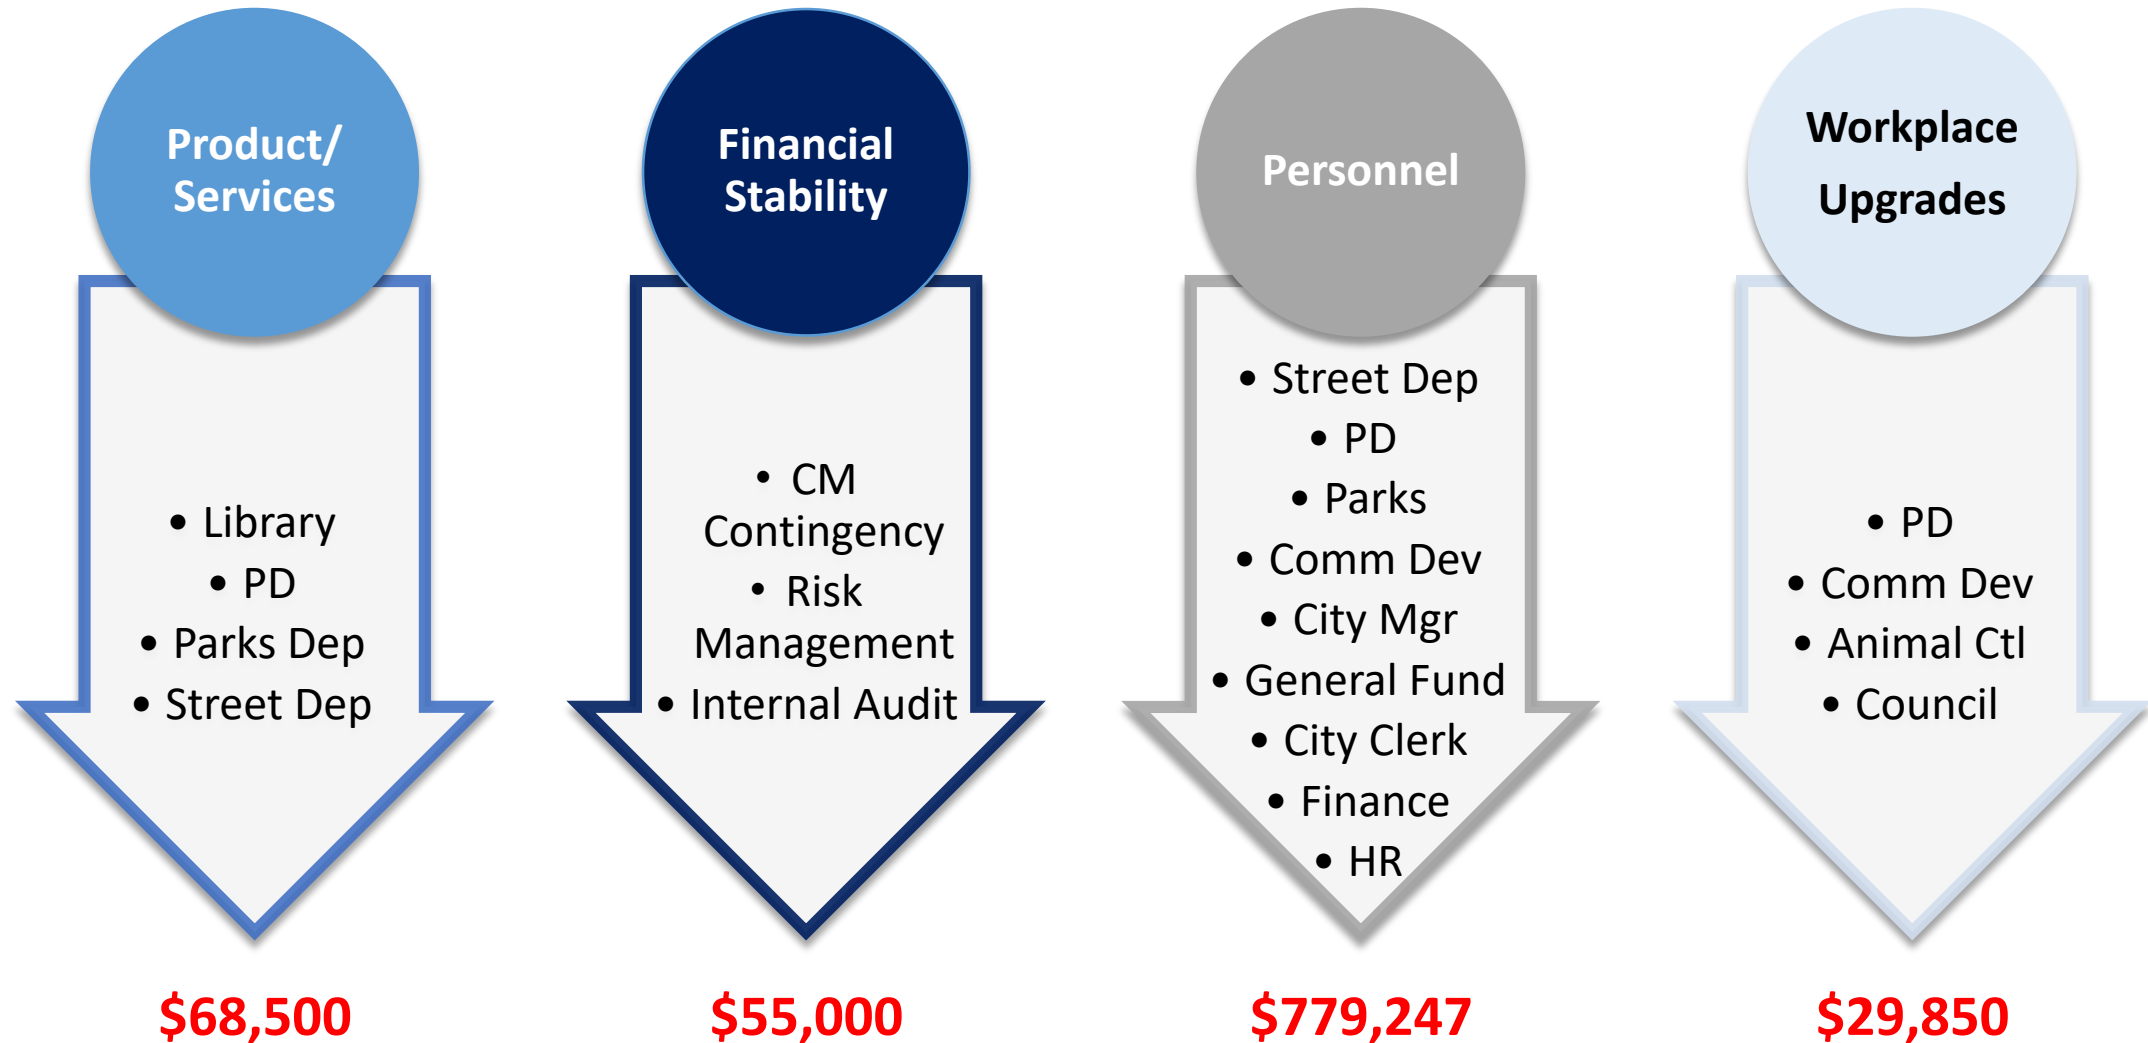 Product/
Services
• Library
• PD
• Parks Dep
• Street Dep
$68,500
Financial
Stability
• CM
Contingency
• Risk
Management
• Internal Audit
$55,000
Personnel
• Street Dep
• PD
• Parks
• Comm Dev
• City Mgr
• General Fund
• City Clerk
• Finance
• HR
$779,247
Workplace
Upgrades
• PD
• Comm Dev
• Animal Ctl
• Council
$29,850